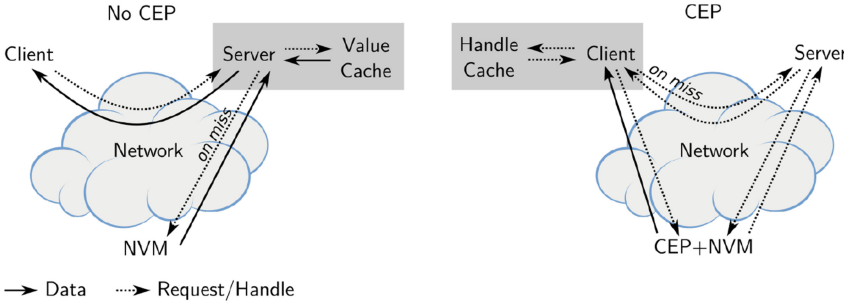 No CEP
CEP
Client
Server
Value
Cache
Handle
Cache
Client
Server
on miss
on miss
Network
Network
NVM
CEP+NVM
Data
Request/Handle